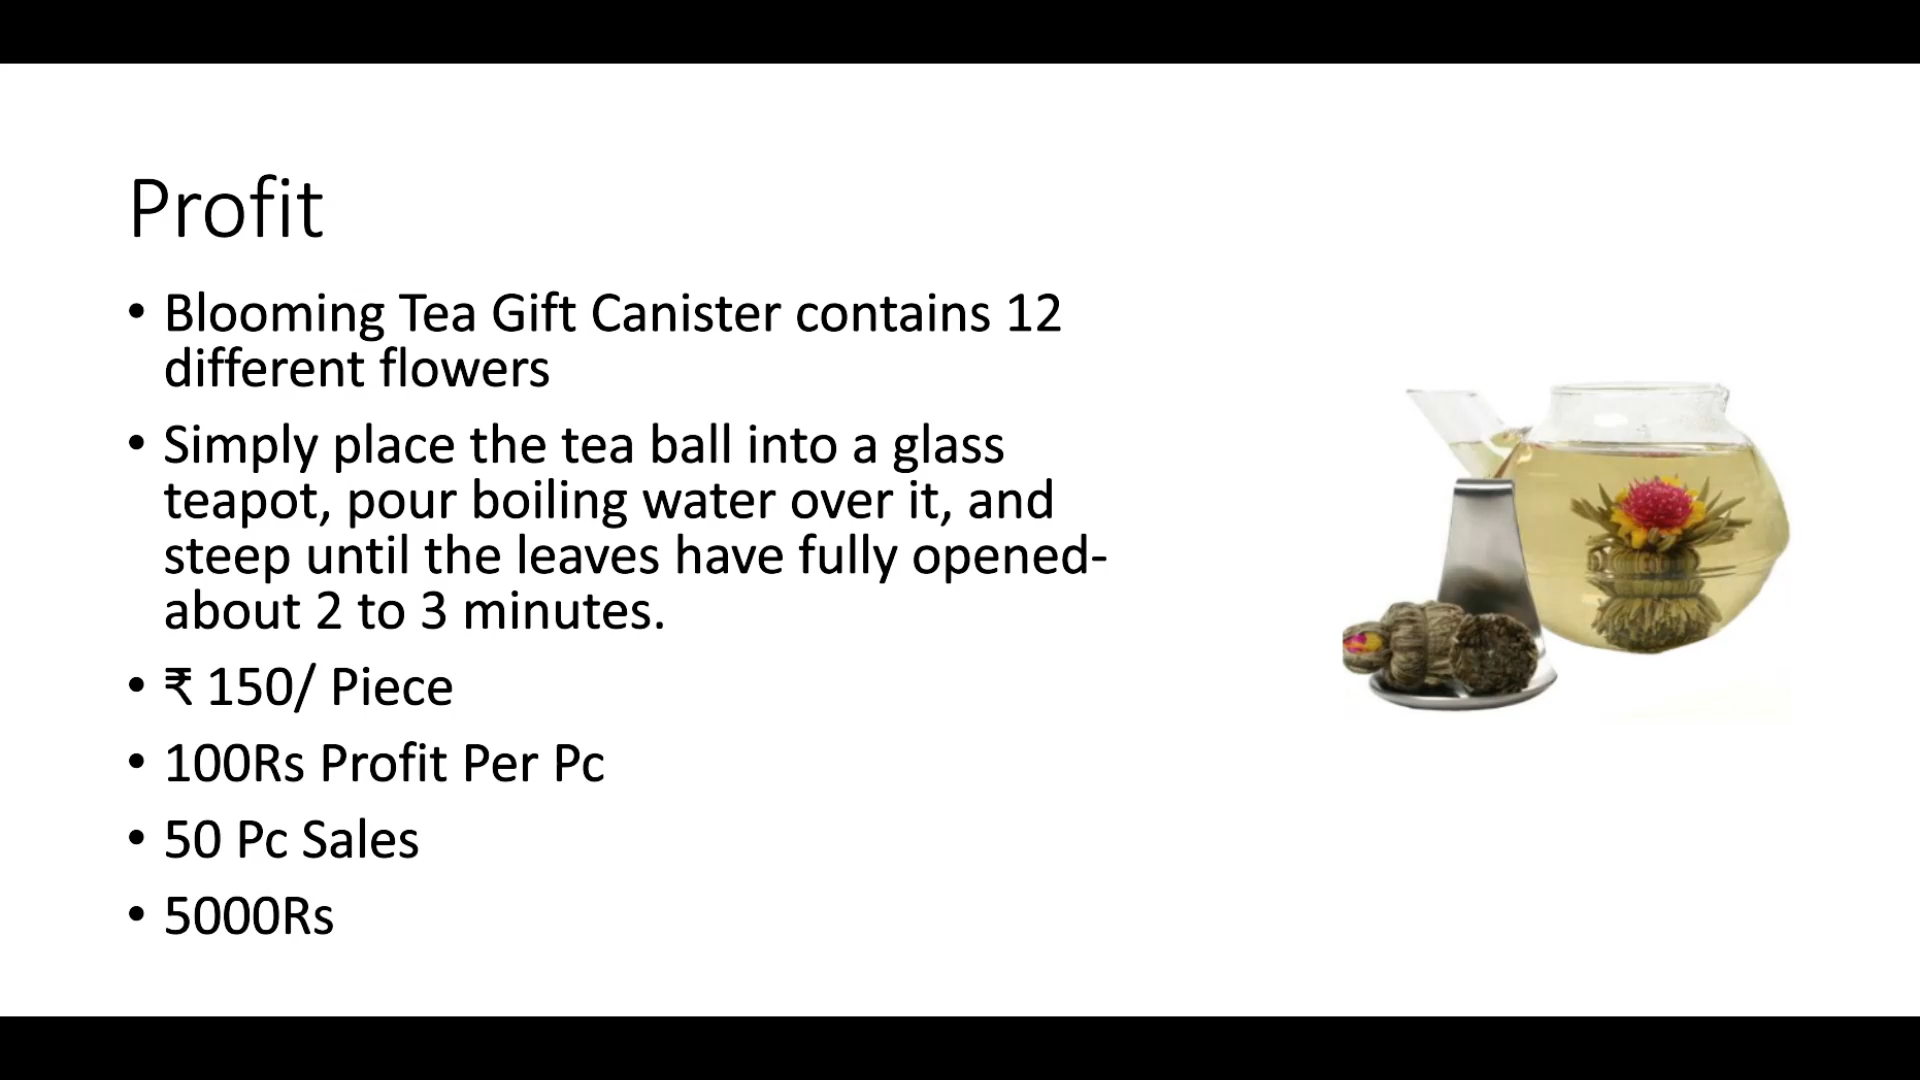 Profit
• Blooming Tea Gift Canister contains 12
different flowers
• Simply place the tea ball into a glass
teapot, pour boiling water over it, and
steep until the leaves have fully opened-
about 2 to 3 minutes.
• ₹ 150/ Piece
• 100Rs Profit Per Pc
• 50 Pc Sales
• 5000Rs